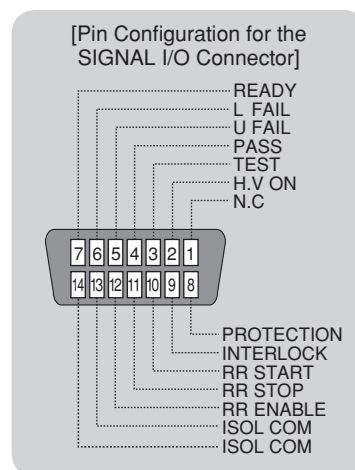 [Pin Configuration for the
SIGNAL I/O Connector]
READY
L FAIL
U FAIL
PASS
TEST
H.V ON
N.C
7 6 5 4 3 2 1
14 13 12 11 10 9 8
PROTECTION
INTERLOCK
RR START
RR STOP
RR ENABLE
ISOL COM
ISOL COM